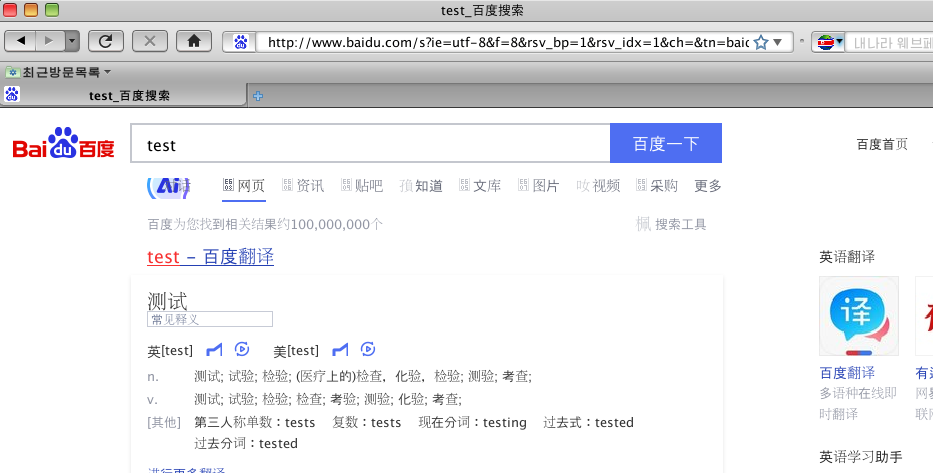 test_百度搜索
http://www.baidu.com/s?ie=utf-8&f=8&rsv_bp=1&rsv_idx=1&ch=&tn=baid
내나라 웹브페
최근방문목록
test_百度搜索
Bai du 百度
test
百度一下
百度首页
Ai
网页 资讯 贴吧 知道 文库 图片 视频 采购 更多
百度为您找到相关结果约100,000,000个
搜索工具
test - 百度翻译
英语翻译
测试
常见释义
译
英[test] 美[test]
n. 测试; 试验; 检验; (医疗上的)检查，化验，检验; 测验; 考查;
v. 测试; 试验; 检验; 检查; 考验; 测验; 化验; 考查;
[其他] 第三人称单数：tests 复数：tests 现在分词：testing 过去式：tested
过去分词：tested
百度翻译
多语种在线即
时翻译
进行更多翻译
英语学习助手